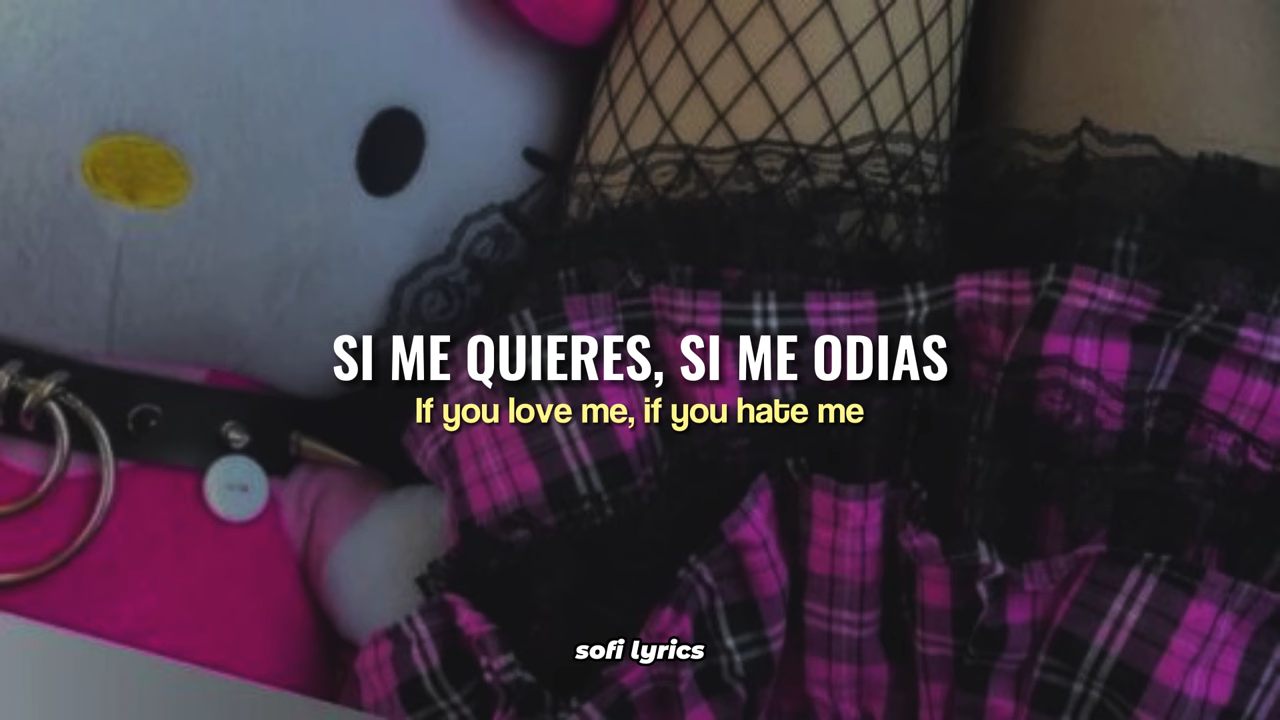 SI ME QUIERES, SI ME ODIAS
If you love me, if you hate me
sofi lyrics